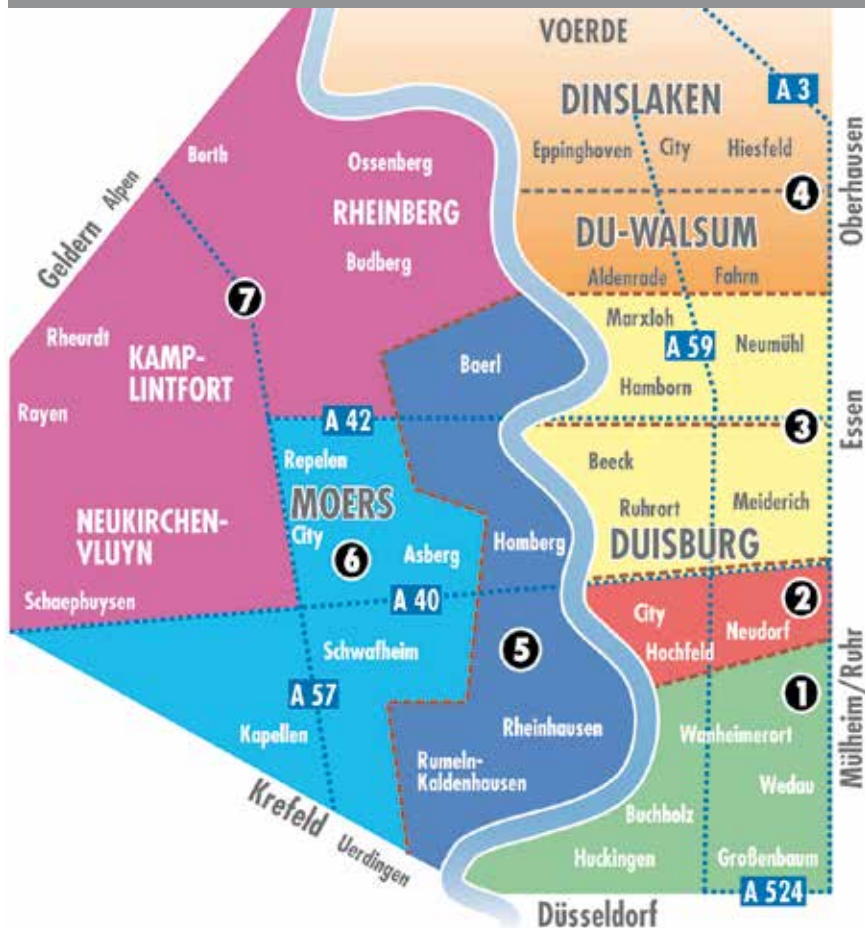 VOERDE
A 3
DINSLAKEN
Eppinghoven
City
Hiesfeld
Oberhausen
4
DU-WALSUM
Aldenrade
Fahrn
Borth
Ossenberg
RHEINBERG
Budberg
Alpen
Geldern
7
Rheurdt
KAMP-
LINTFORT
Rayen
A 42
Baerl
Marxloh
A 59
Neumühl
Hamborn
3
Essen
Beeck
Ruhrort
Meiderich
DUISBURG
Repelen
MOERS
City
6
Asberg
Homberg
NEUKIRCHEN-
VLUYN
Schaephuysen
A 40
Schwafheim
A 57
Kapellen
5
Rheinhausen
Rumeln-
Kaldenhausen
City
2
Neudorf
Hochfeld
1
Wanheimerort
Wedau
Buchholz
Huckingen
Großenbaum
A 524
Mülheim/Ruhr
Krefeld
Uerdingen
Düsseldorf